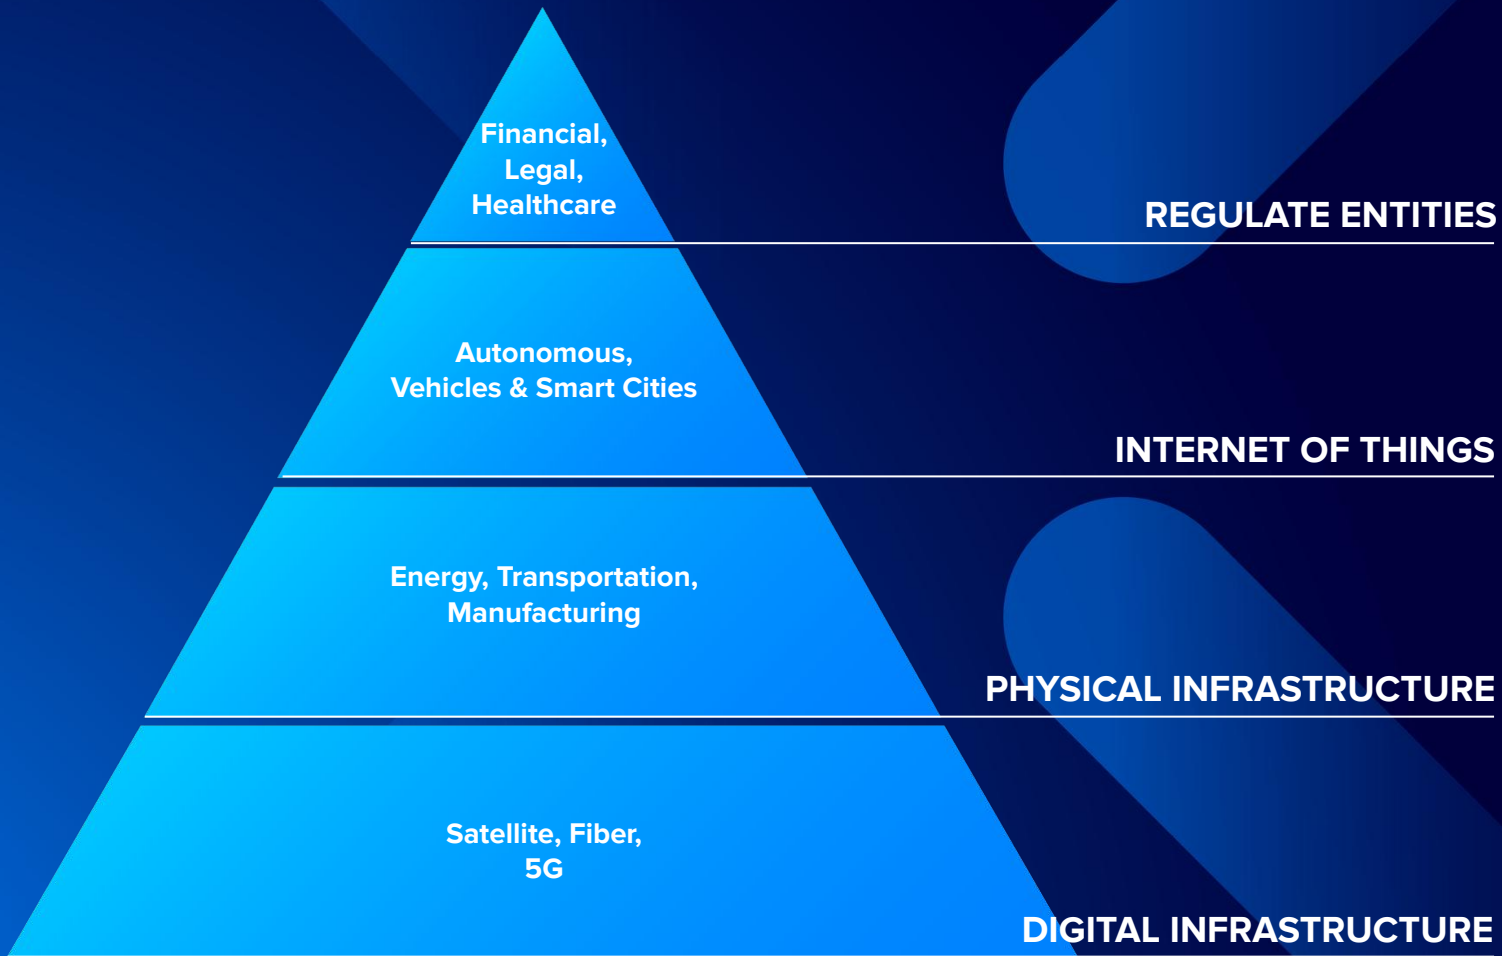 Financial,
Legal,
Healthcare
REGULATE ENTITIES
Autonomous,
Vehicles & Smart Cities
INTERNET OF THINGS
Energy, Transportation,
Manufacturing
PHYSICAL INFRASTRUCTURE
Satellite, Fiber,
5G
DIGITAL INFRASTRUCTURE